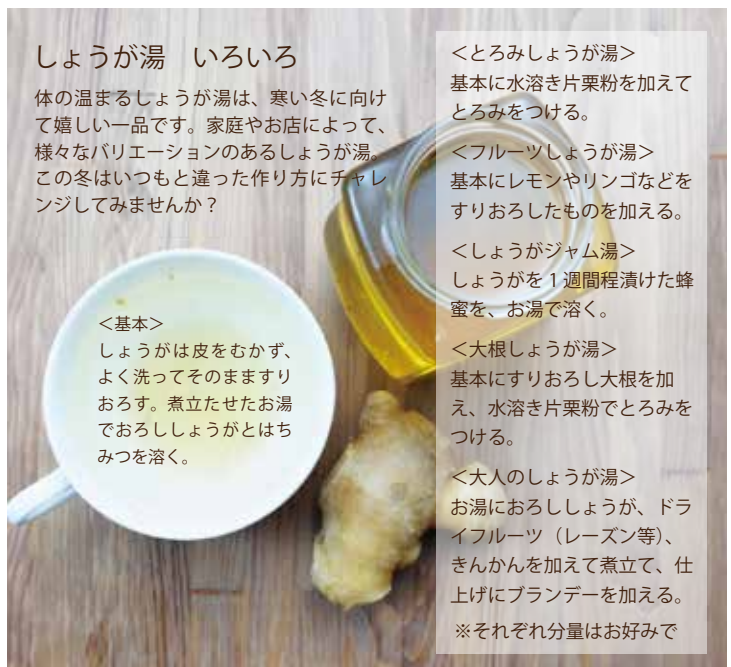 しょうが湯　いろいろ
体の温まるしょうが湯は、寒い冬に向け
て嬉しい一品です。家庭やお店によって、
様々なバリエーションのあるしょうが湯。
この冬はいつもと違った作り方にチャレ
ンジしてみませんか？
＜基本＞
しょうがは皮をむかず、
よく洗ってそのまますり
おろす。煮立たせたお湯
でおろししょうがとはち
みつを溶く。
＜とろみしょうが湯＞
基本に水溶き片栗粉を加えて
とろみをつける。
＜フルーツしょうが湯＞
基本にレモンやリンゴなどを
すりおろしたものを加える。
＜しょうがジャム湯＞
しょうがを１週間程漬けた蜂
蜜を、お湯で溶く。
＜大根しょうが湯＞
基本にすりおろし大根を加
え、水溶き片栗粉でとろみを
つける。
＜大人のしょうが湯＞
お湯におろししょうが、ドラ
イフルーツ（レーズン等）、
きんかんを加えて煮立て、仕
上げにブランデーを加える。
※それぞれ分量はお好みで